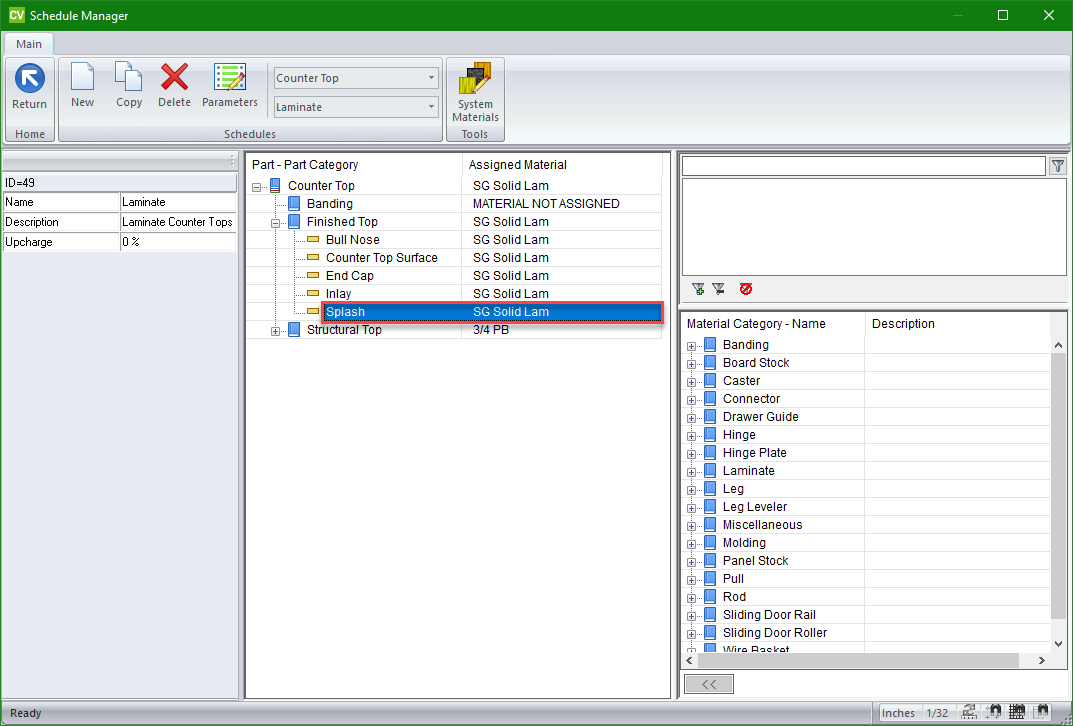 CV Schedule Manager
Main
Return
New
Copy
Delete
Parameters
Counter Top
Laminate
System
Materials
Home
Schedules
Tools
ID=49
Name Laminate
Description Laminate Counter Tops
Upcharge 0 %
Part - Part Category Assigned Material
Counter Top SG Solid Lam
Banding MATERIAL NOT ASSIGNED
Finished Top SG Solid Lam
Bull Nose SG Solid Lam
Counter Top Surface SG Solid Lam
End Cap SG Solid Lam
Inlay SG Solid Lam
Splash SG Solid Lam
Structural Top 3/4 PB
Material Category - Name Description
Banding
Board Stock
Caster
Connector
Drawer Guide
Hinge
Hinge Plate
Laminate
Leg
Leg Leveler
Miscellaneous
Molding
Panel Stock
Pull
Rod
Sliding Door Rail
Sliding Door Roller
Wire Basket
<<
Ready
Inches 1/32